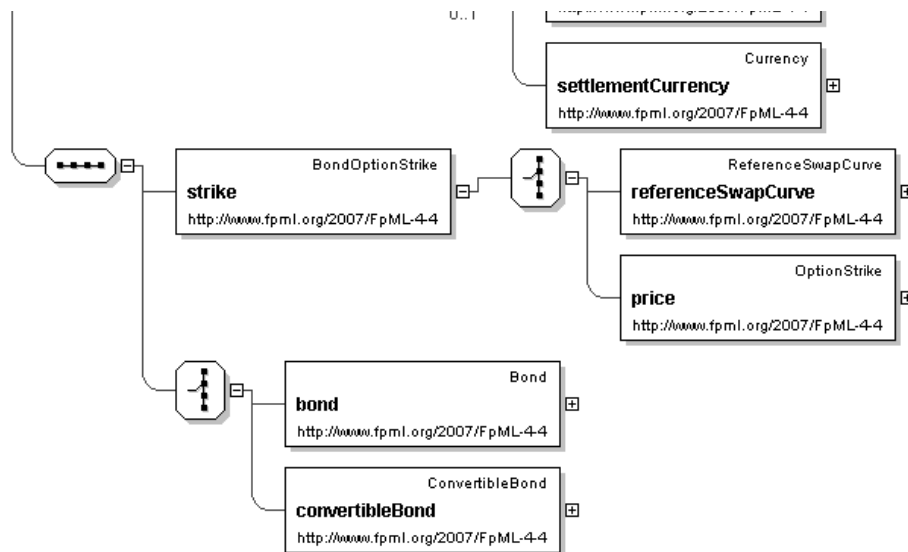 0..1
Currency
settlementCurrency
http://www.fpml.org/2007/FpML-4-4
BondOptionStrike
strike
http://www.fpml.org/2007/FpML-4-4
ReferenceSwapCurve
referenceSwapCurve
http://www.fpml.org/2007/FpML-4-4
OptionStrike
price
http://www.fpml.org/2007/FpML-4-4
Bond
bond
http://www.fpml.org/2007/FpML-4-4
ConvertibleBond
convertibleBond
http://www.fpml.org/2007/FpML-4-4